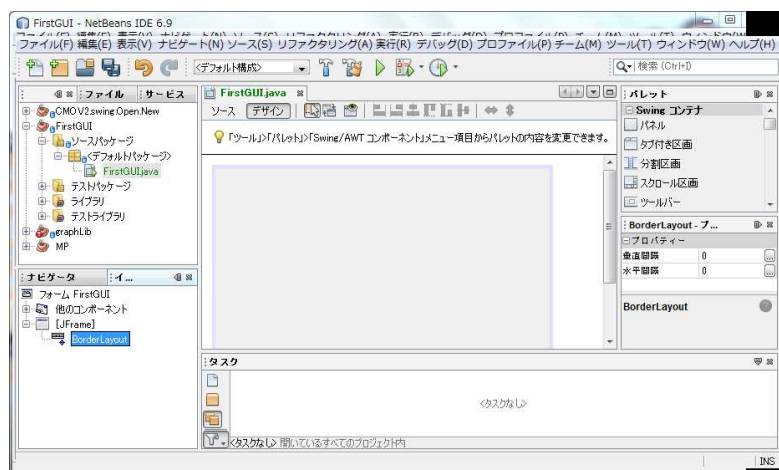 FirstGUI - NetBeans IDE 6.9
ファイル(F) 編集(E) 表示(V) ナビゲート(N) ソース(S) リファクタリング(A) 実行(R) デバッグ(D) プロファイル(P) チーム(M) ツール(T) ウィンドウ(W) ヘルプ(H)
<デフォルト構成>
検索 (Ctrl+I)
ファイル サービス
CMOV2.swing.Open.New
FirstGUI
ソースパッケージ
<デフォルトパッケージ>
FirstGUI.java
テストパッケージ
ライブラリ
テストライブラリ
graphLib
MP
FirstGUI.java
ソース デザイン
「ツール」>「パレット」>「Swing/AWT コンポーネント」メニュー項目からパレットの内容を変更できます。
パレット
Swing コンテナ
パネル
タブ付き区画
分割区画
スクロール区画
ツールバー
BorderLayout - プ...
プロパティー
垂直間隔 0
水平間隔 0
BorderLayout
ナビゲータ イ...
フォーム FirstGUI
他のコンポーネント
[JFrame]
BorderLayout
タスク
<タスクなし>
<タスクなし> 開いているすべてのプロジェクト内
INS